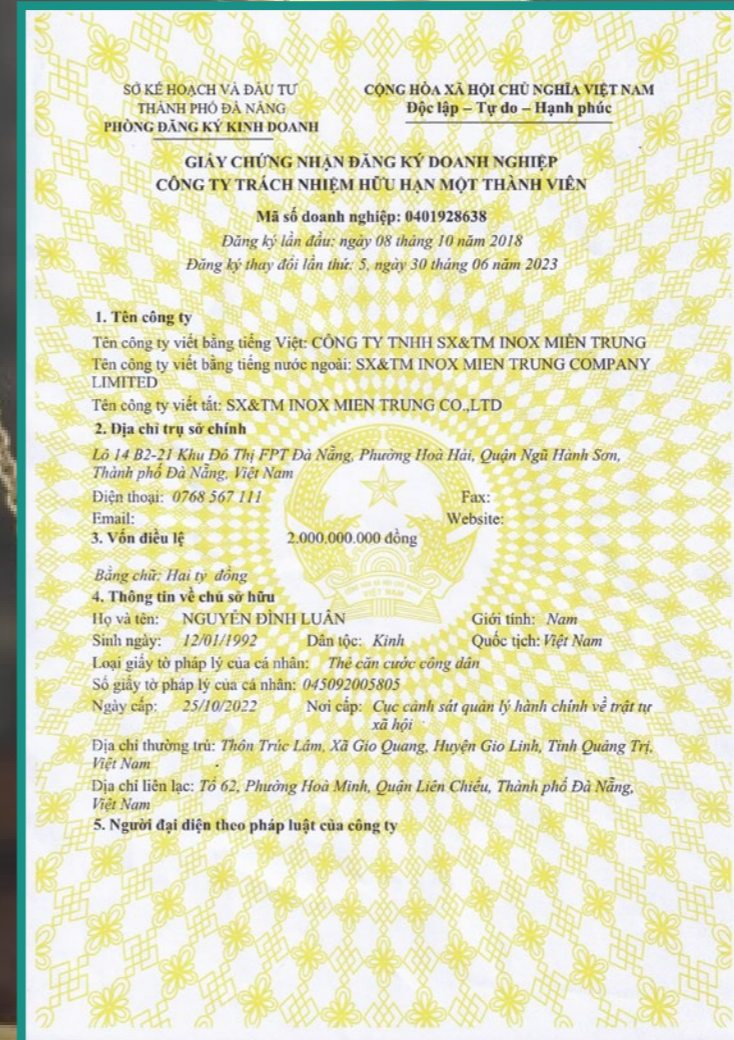 SỞ KẾ HOẠCH VÀ ĐẦU TƯ
THÀNH PHỐ ĐÀ NẴNG
PHÒNG ĐĂNG KÝ KINH DOANH
CỘNG HÒA XÃ HỘI CHỦ NGHĨA VIỆT NAM
Độc lập – Tự do – Hạnh phúc
GIẤY CHỨNG NHẬN ĐĂNG KÝ DOANH NGHIỆP
CÔNG TY TRÁCH NHIỆM HỮU HẠN MỘT THÀNH VIÊN
Mã số doanh nghiệp: 0401928638
Đăng ký lần đầu: ngày 08 tháng 10 năm 2018
Đăng ký thay đổi lần thứ: 5, ngày 30 tháng 06 năm 2023
1. Tên công ty
Tên công ty viết bằng tiếng Việt: CÔNG TY TNHH SX&TM INOX MIỀN TRUNG
Tên công ty viết bằng tiếng nước ngoài: SX&TM INOX MIEN TRUNG COMPANY
LIMITED
Tên công ty viết tắt: SX&TM INOX MIEN TRUNG CO.,LTD
2. Địa chỉ trụ sở chính
Lô 14 B2-21 Khu Đô Thị FPT Đà Nẵng, Phường Hoà Hải, Quận Ngũ Hành Sơn,
Thành phố Đà Nẵng, Việt Nam
Điện thoại: 0768 567 111 Fax:
Email: Website:
3. Vốn điều lệ 2.000.000.000 đồng
Bằng chữ: Hai tỷ đồng
4. Thông tin về chủ sở hữu
Họ và tên: NGUYỄN ĐÌNH LUÂN Giới tính: Nam
Sinh ngày: 12/01/1992 Dân tộc: Kinh Quốc tịch: Việt Nam
Loại giấy tờ pháp lý của cá nhân: Thẻ căn cước công dân
Số giấy tờ pháp lý của cá nhân: 045092005805
Ngày cấp: 25/10/2022 Nơi cấp: Cục cảnh sát quản lý hành chính về trật tự
xã hội
Địa chỉ thường trú: Thôn Trúc Lâm, Xã Gio Quang, Huyện Gio Linh, Tỉnh Quảng Trị,
Việt Nam
Địa chỉ liên lạc: Tổ 62, Phường Hoà Minh, Quận Liên Chiểu, Thành phố Đà Nẵng,
Việt Nam
5. Người đại diện theo pháp luật của công ty